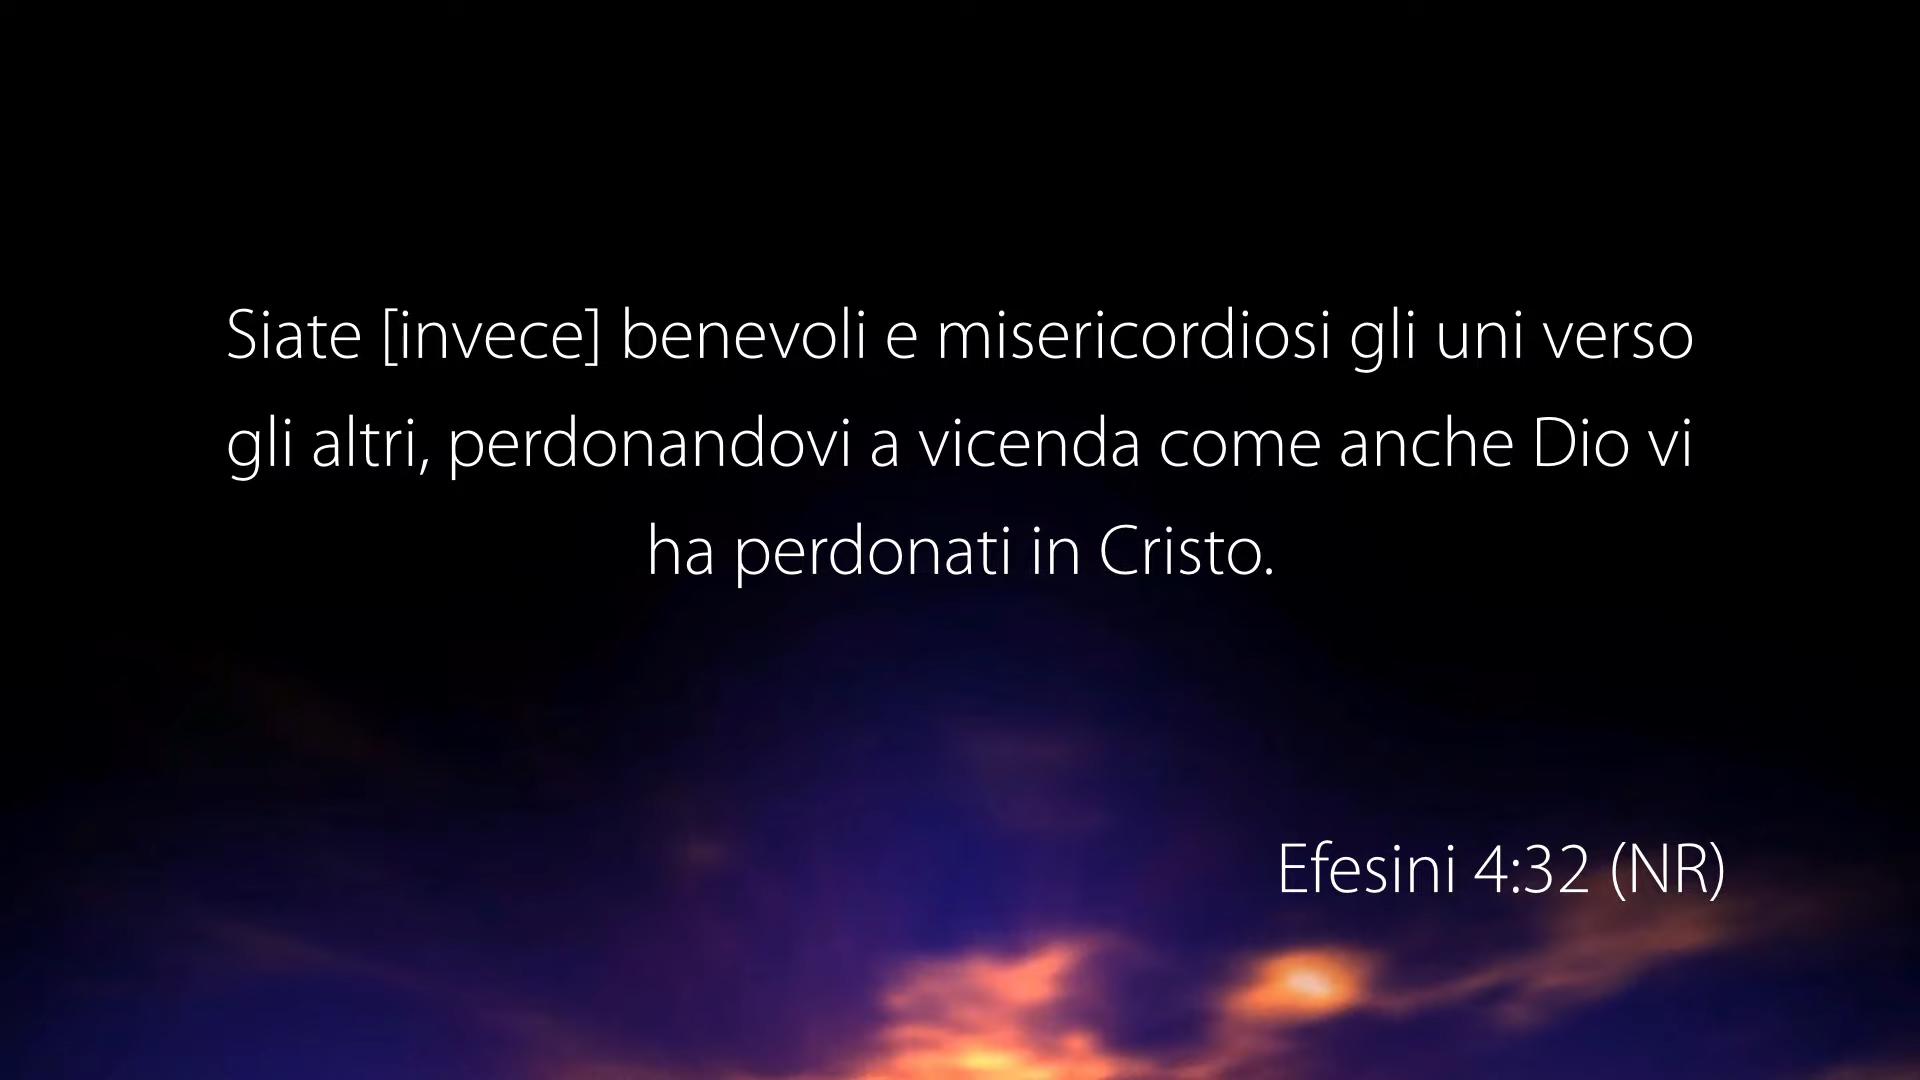 Siate [invece] benevoli e misericordiosi gli uni verso
gli altri, perdonandovi a vicenda come anche Dio vi
ha perdonati in Cristo.
Efesini 4:32 (NR)